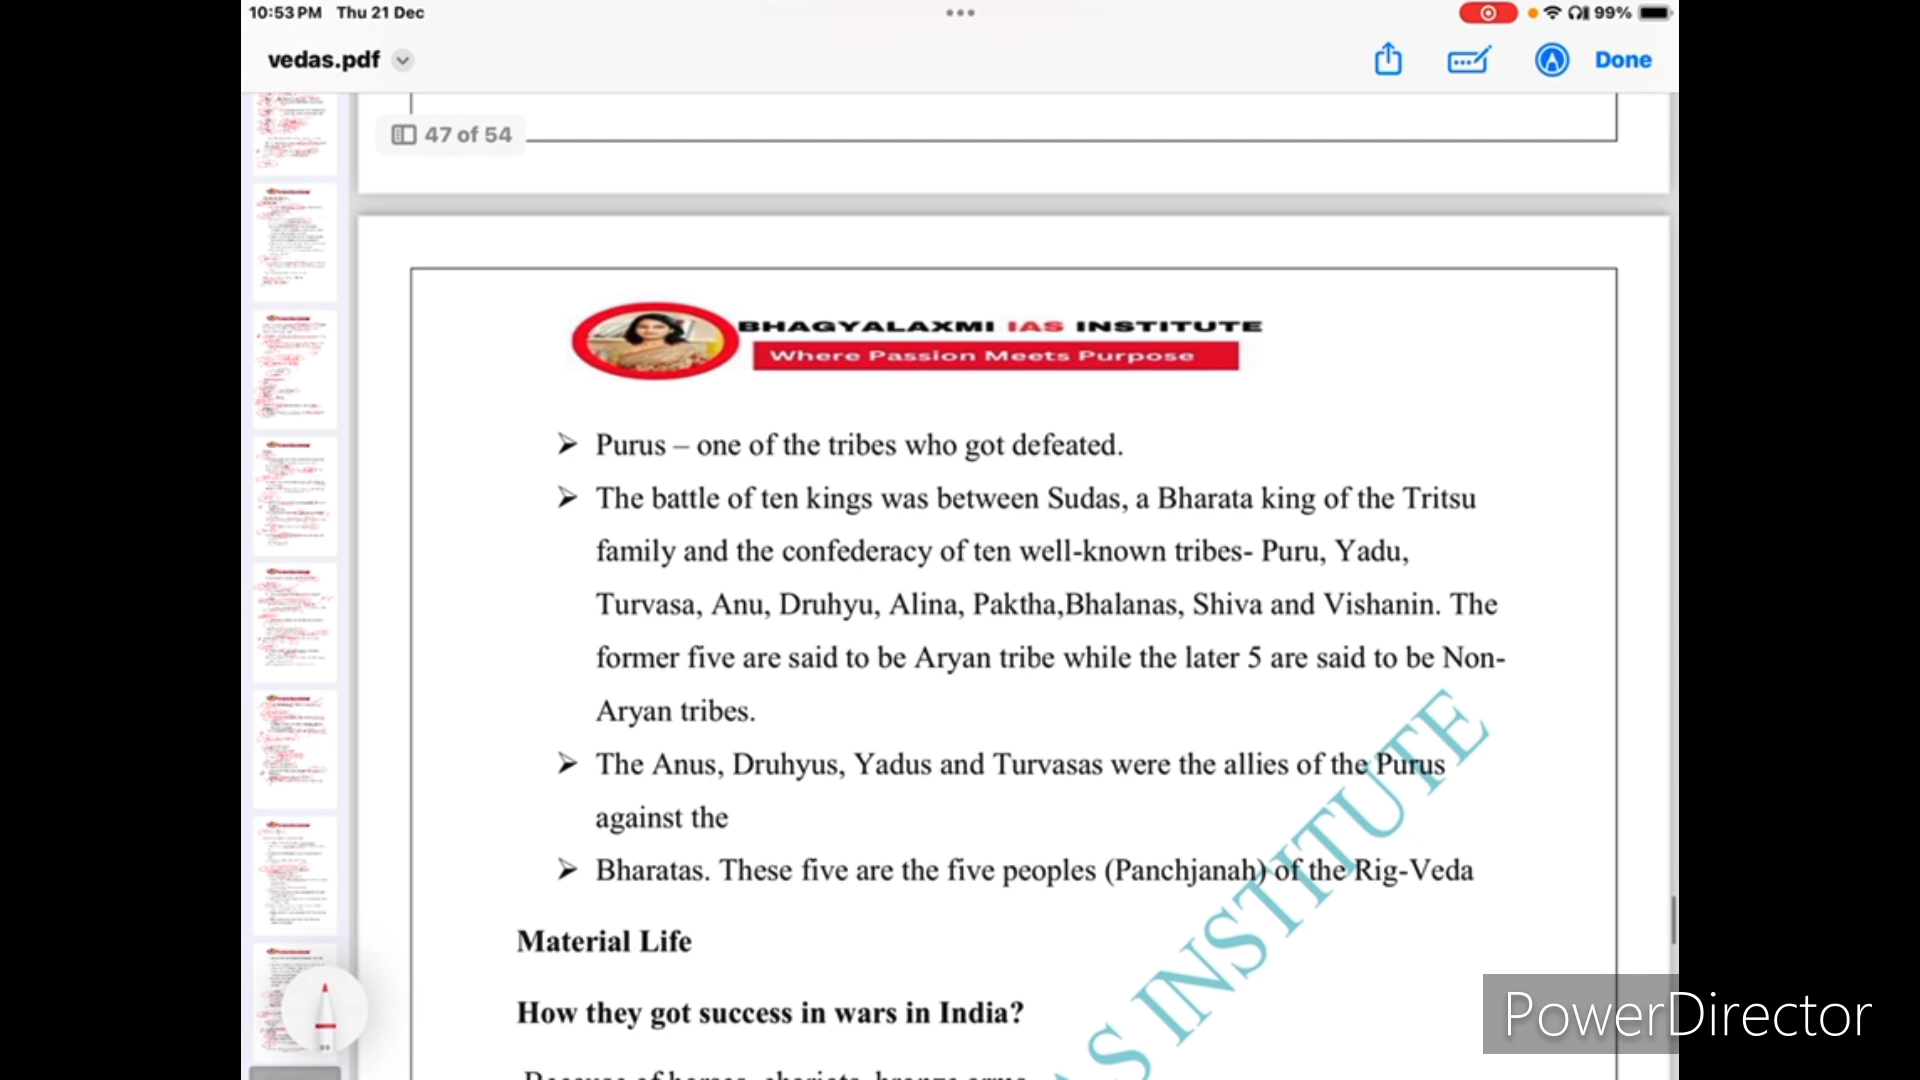 10:53 PM Thu 21 Dec
99%
vedas.pdf
Done
47 of 54
BHAGYALAXMI IAS INSTITUTE
Where Passion Meets Purpose
➢ Purus – one of the tribes who got defeated.
➢ The battle of ten kings was between Sudas, a Bharata king of the Tritsu
family and the confederacy of ten well-known tribes- Puru, Yadu,
Turvasa, Anu, Druhyu, Alina, Paktha,Bhalanas, Shiva and Vishanin. The
former five are said to be Aryan tribe while the later 5 are said to be Non-
Aryan tribes.
➢ The Anus, Druhyus, Yadus and Turvasas were the allies of the Purus
against the
➢ Bharatas. These five are the five peoples (Panchjanah) of the Rig-Veda
Material Life
How they got success in wars in India?
Because of horses, chariots, bronze arms
S INSTITUTE
PowerDirector